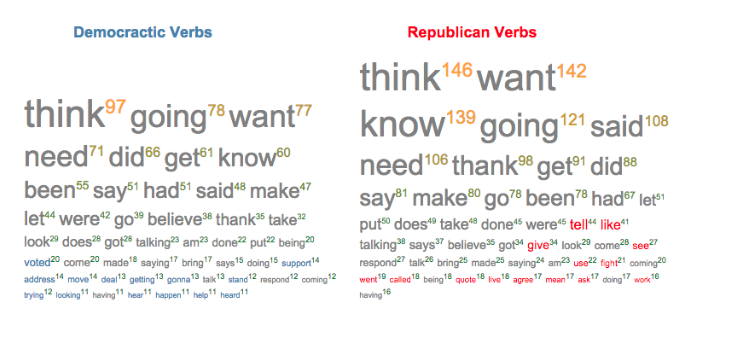 Democractic Verbs
think97 going78 want77
need71 did66 get61 know60
been55 say51 had51 said48 make47
let44 were42 go39 believe38 thank35 take32
look29 does28 got28 talking23 am23 done22 put22 being20
voted20 come20 made18 saying17 bring17 says15 doing15 support14
address14 move14 deal13 getting13 gonna13 talk13 stand12 respond12 coming12
trying12 looking11 having11 hear11 happen11 help11 heard11
Republican Verbs
think146 want142
know139 going121 said108
need106 thank98 get91 did88
say81 make80 go78 been78 had67 let51
put50 does49 take48 done45 were45 tell44 like41
talking38 says37 believe35 got34 give34 look29 come28 see27
respond27 talk26 bring25 made25 saying24 am23 use22 fight21 coming20
went19 called18 being18 quote18 live18 agree17 mean17 ask17 doing17 work16
having16